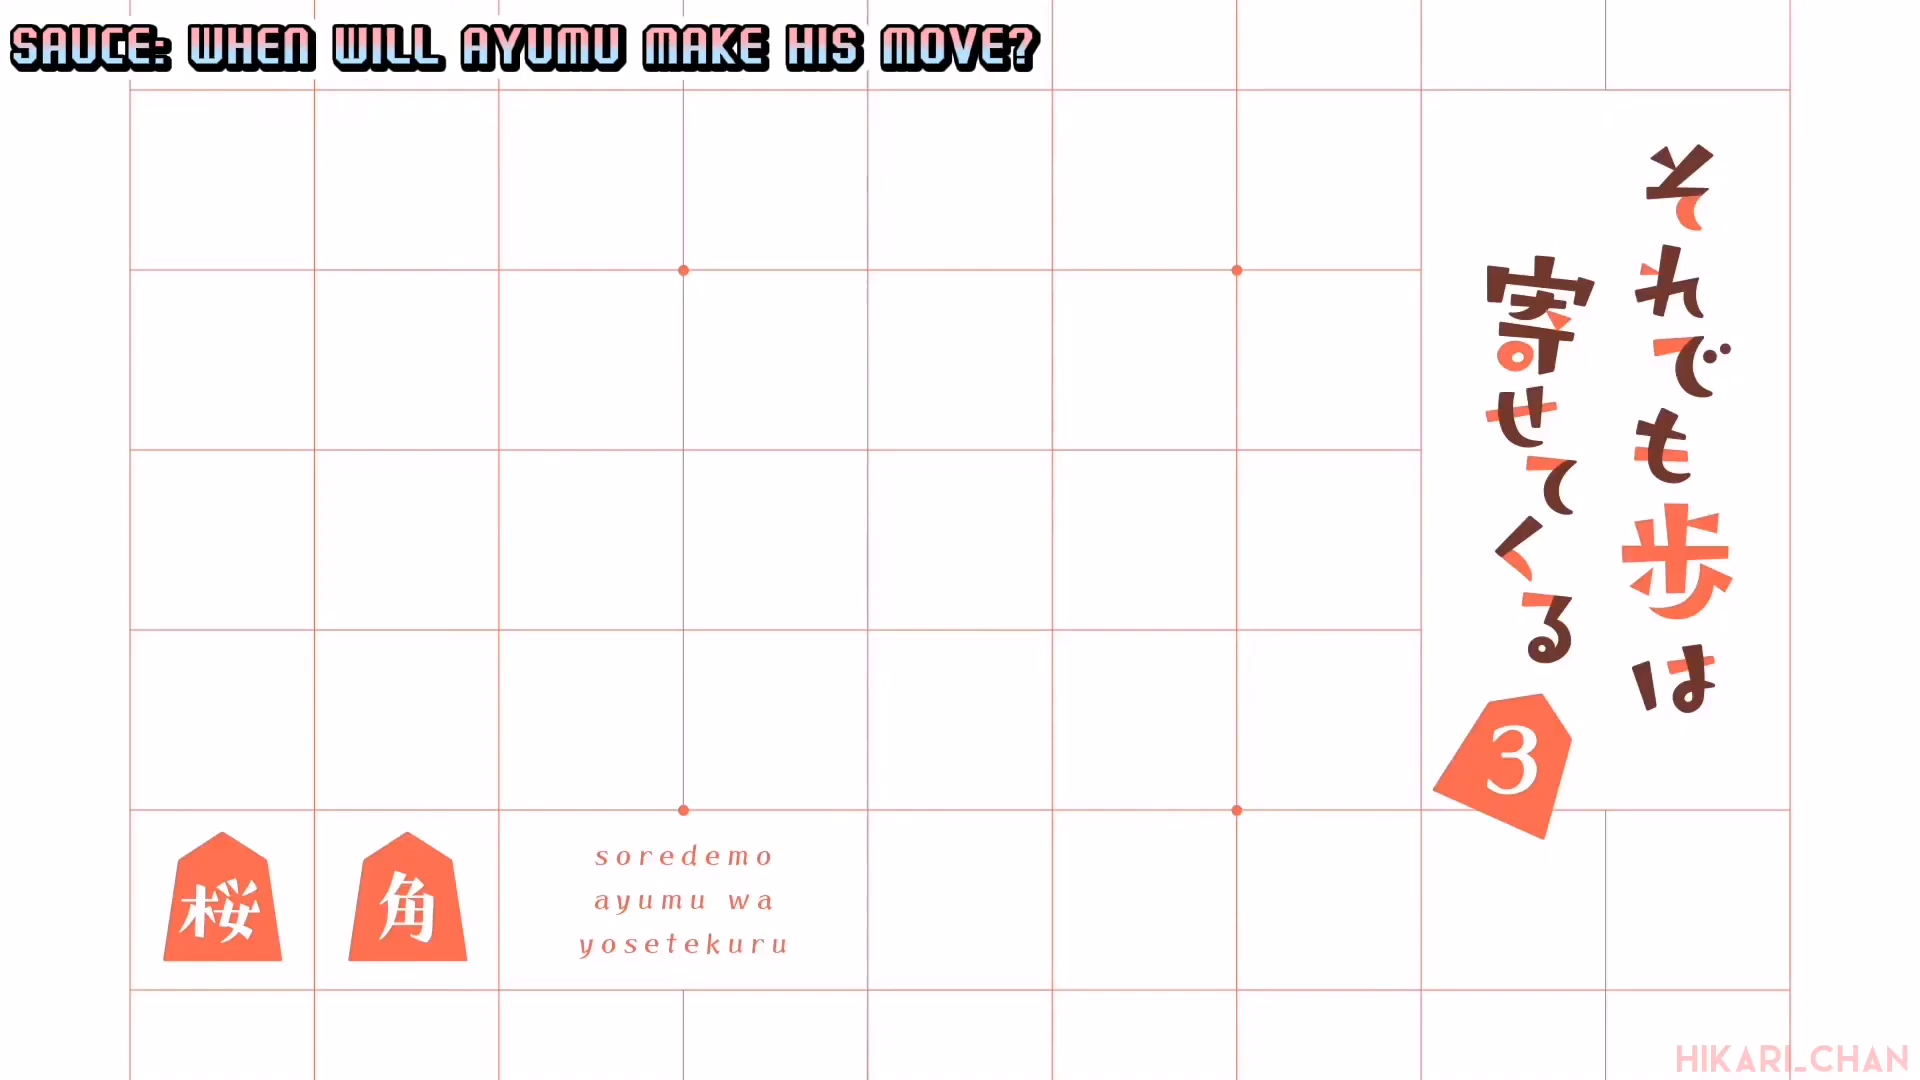 SAUCE: WHEN WILL AYUMU MAKE HIS MOVE?
それでも歩は
寄せてくる
3
桜
角
soredemo
ayumu wa
yosetekuru
HIKARI_CHAN